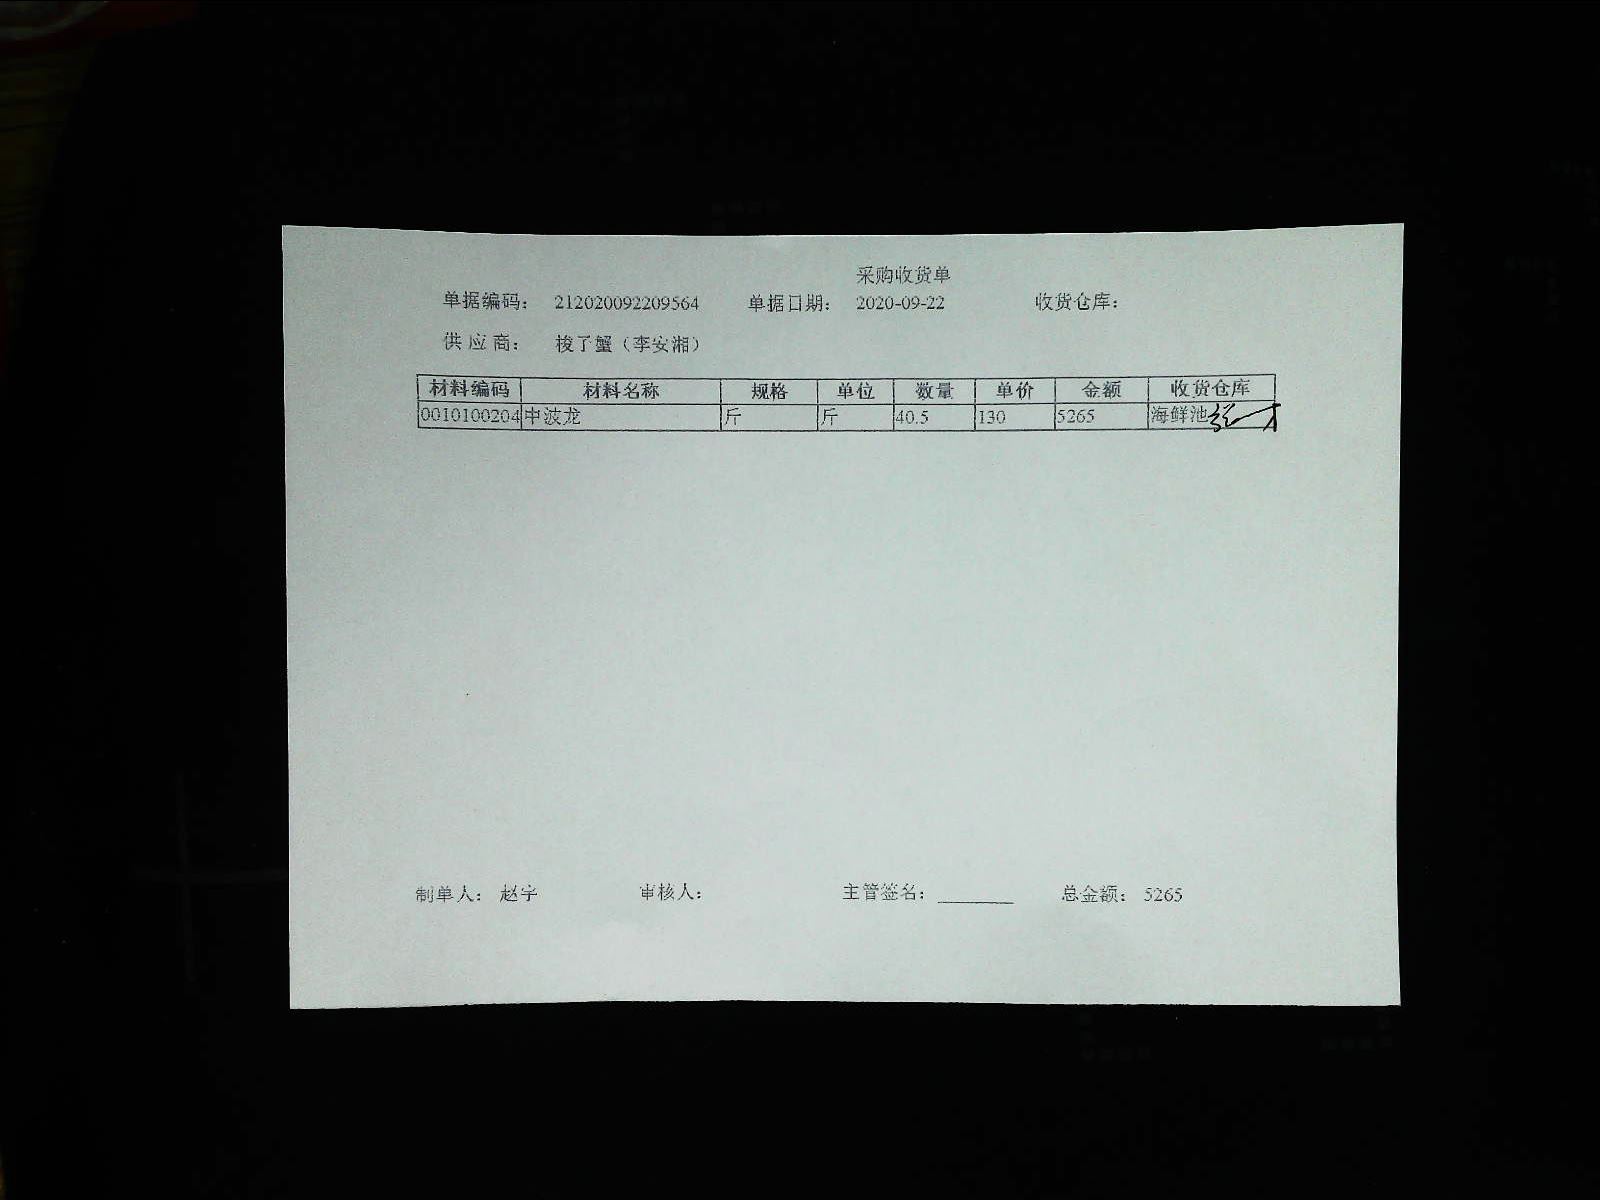 采购收货单
单据编码： 212020092209564 单据日期： 2020-09-22 收货仓库：
供 应 商： 梭子蟹（李安湘）
材料编码 材料名称 规格 单位 数量 单价 金额 收货仓库
0010100204 中波龙 斤 斤 40.5 130 5265 海鲜池
制单人： 赵宇 审核人： 主管签名： 总金额： 5265